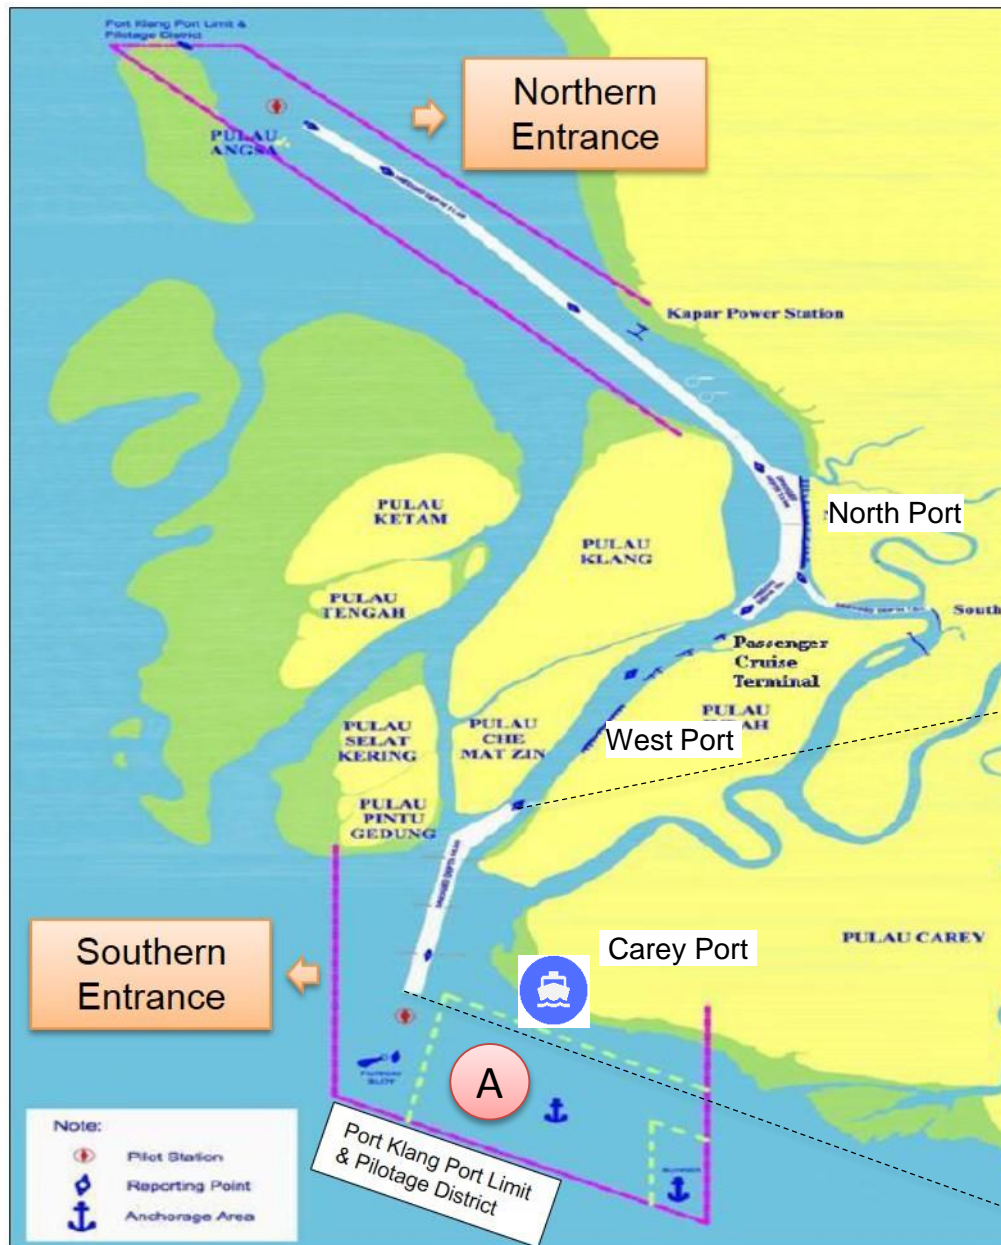 Port Klang Port Limit &
Pilotage District
Northern
Entrance
PULAU
ANGSA
Kapar Power Station
PULAU
KETAM
PULAU
KLANG
North Port
PULAU
TENGAH
South
Passenger
Cruise
Terminal
PULAU
SELAT
KERING
PULAU
CHE
MAT ZIN
PULAU
West Port
PULAU
PINTU
GEDUNG
Southern
Entrance
Carey Port
PULAU CAREY
A
Port Klang Port Limit
& Pilotage District
BUNKER
Note:
Pilot Station
Reporting Point
Anchorage Area